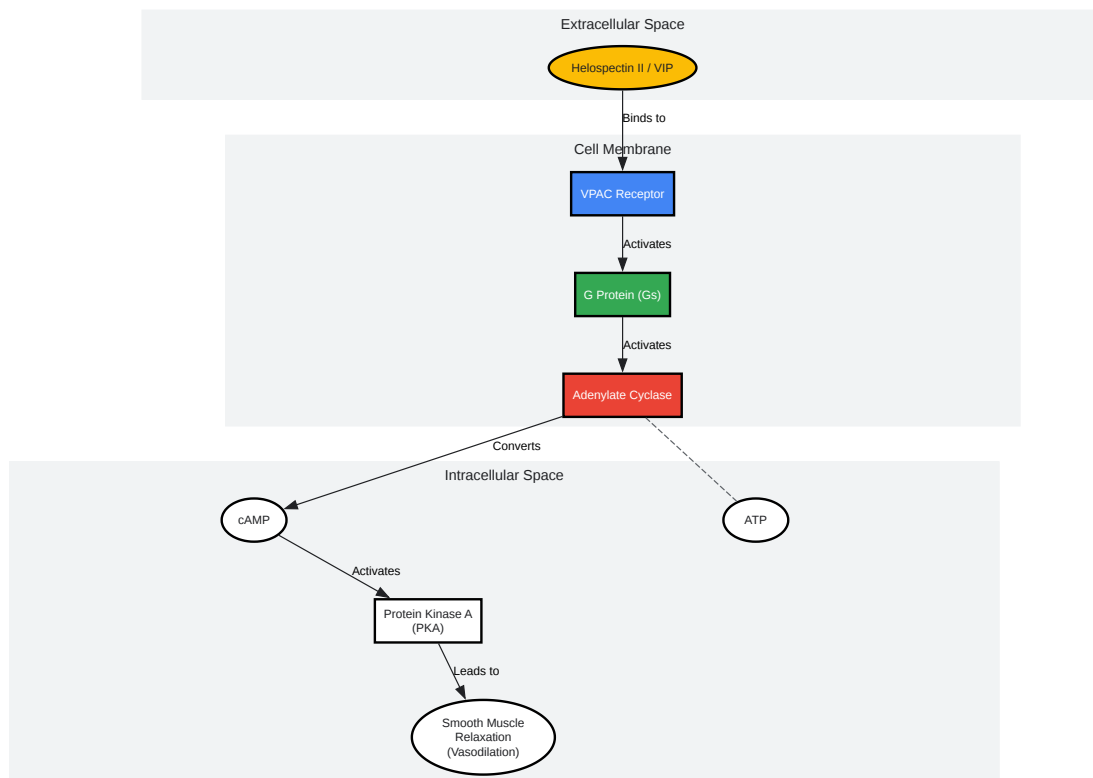 Extracellular Space
Helospectin II / VIP
Binds to
Cell Membrane
VPAC Receptor
Activates
G Protein (Gs)
Activates
Adenylate Cyclase
Converts
Intracellular Space
cAMP
ATP
Activates
Protein Kinase A
(PKA)
Leads to
Smooth Muscle
Relaxation
(Vasodilation)